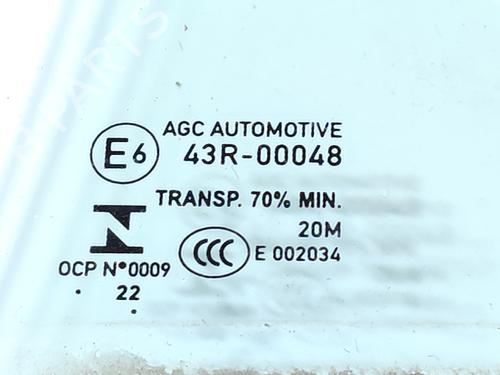 AGC AUTOMOTIVE
E6 43R-00048
TRANSP. 70% MIN.
20M
CCC E 002034
OCP N°0009
. 22 .